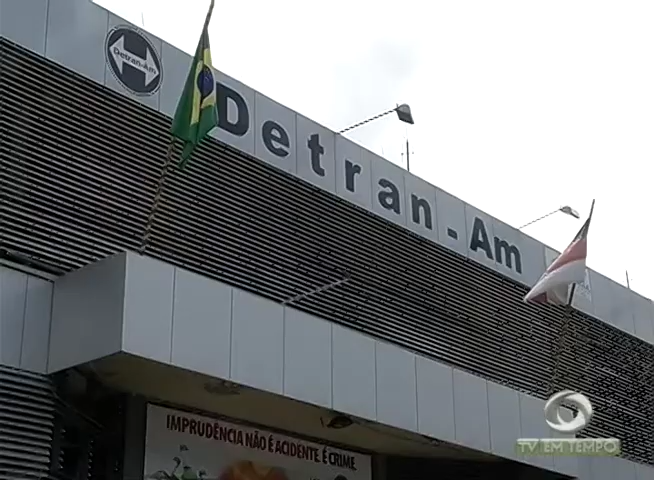 Detran-Am
Detran-Am
IMPRUDÊNCIA NÃO É ACIDENTE, É CRIME.
TV EM TEMPO